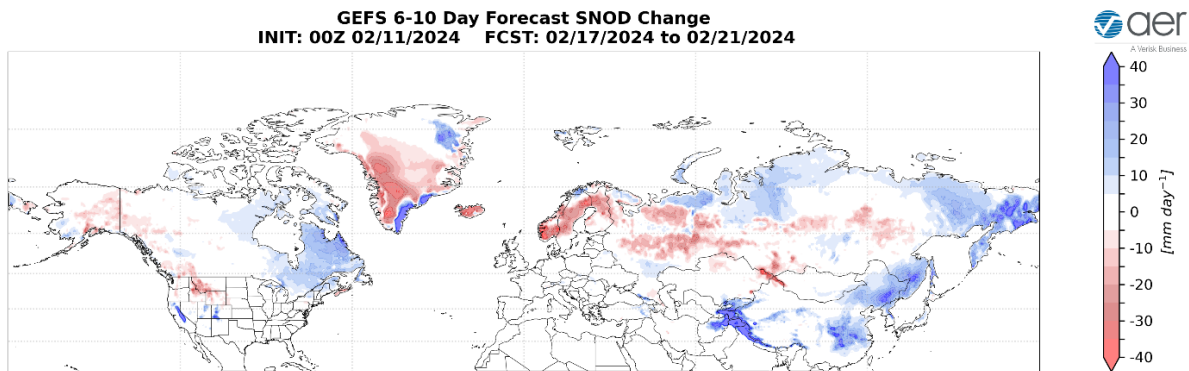 GEFS 6-10 Day Forecast SNOD Change
INIT: 00Z 02/11/2024    FCST: 02/17/2024 to 02/21/2024
aer
A Verisk Business
40
30
20
10
0
-10
-20
-30
-40
[mm day⁻¹]